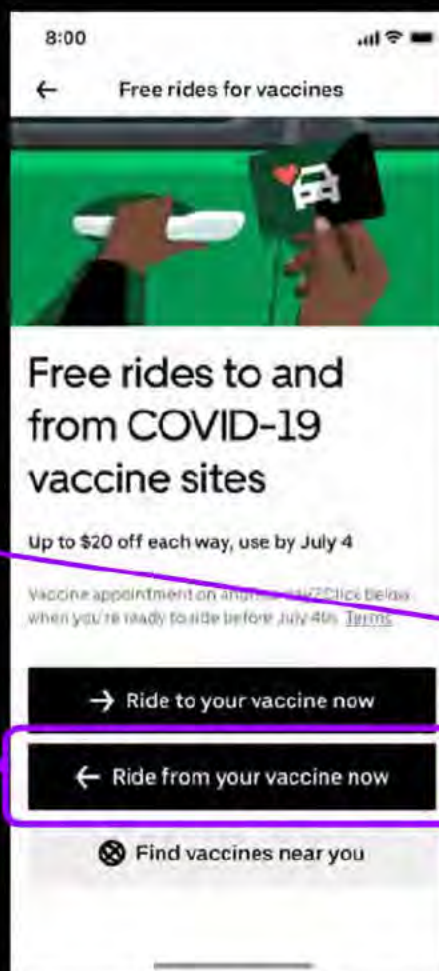 8:00
Free rides for vaccines
Free rides to and
from COVID-19
vaccine sites
Up to $20 off each way, use by July 4
Vaccine appointment on Click below
when you're ready to ride before July 4th. Terms
Ride to your vaccine now
Ride from your vaccine now
Find vaccines near you